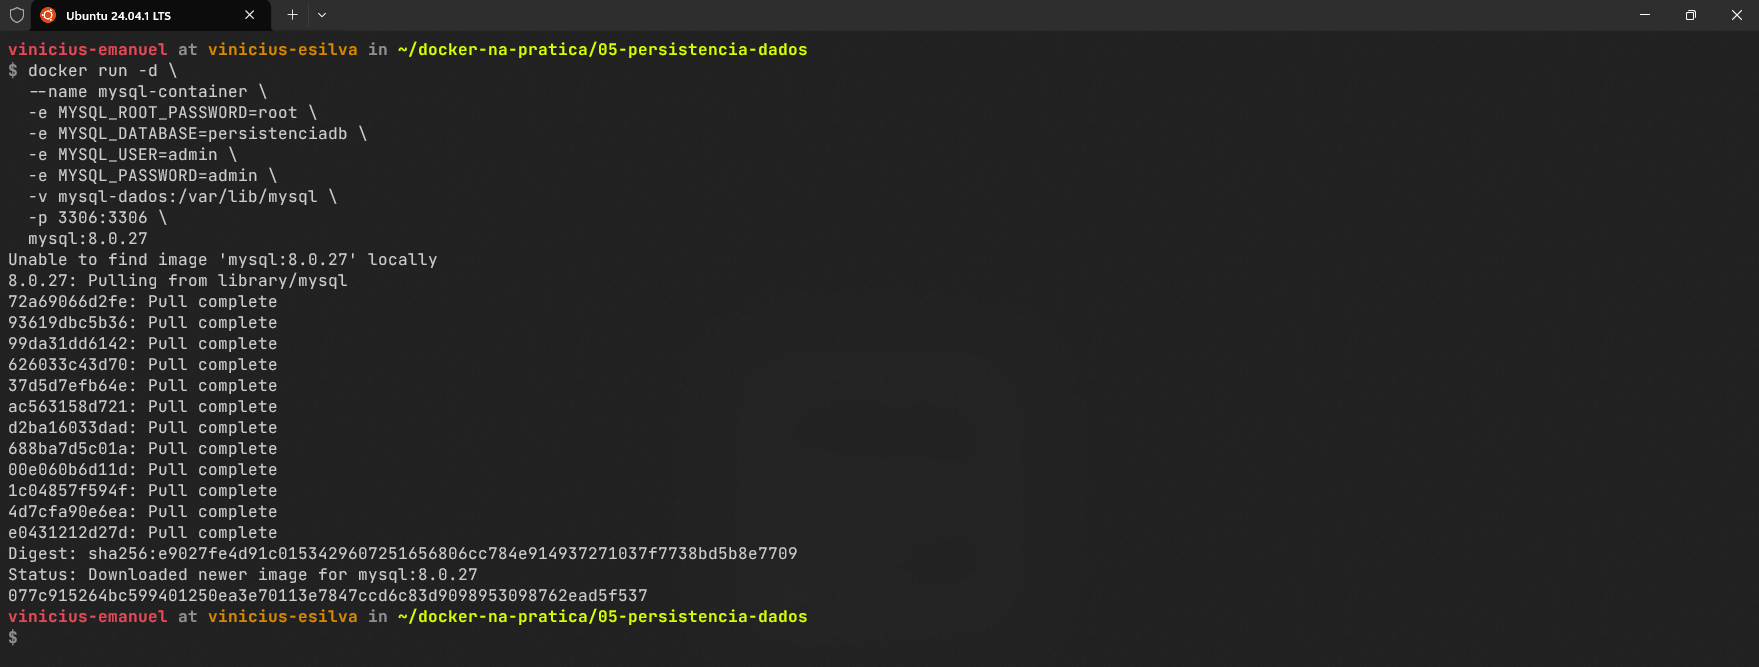 Ubuntu 24.04.1 LTS
vinicius-emanuel at vinicius-esilva in ~/docker-na-pratica/05-persistencia-dados
$ docker run -d \
--name mysql-container \
-e MYSQL_ROOT_PASSWORD=root \
-e MYSQL_DATABASE=persistenciadb \
-e MYSQL_USER=admin \
-e MYSQL_PASSWORD=admin \
-v mysql-dados:/var/lib/mysql \
-p 3306:3306 \
mysql:8.0.27
Unable to find image 'mysql:8.0.27' locally
8.0.27: Pulling from library/mysql
72a69066d2fe: Pull complete
93619dbc5b36: Pull complete
99da31dd6142: Pull complete
626033c43d70: Pull complete
37d5d7efb64e: Pull complete
ac563158d721: Pull complete
d2ba16033dad: Pull complete
688ba7d5c01a: Pull complete
00e060b6d11d: Pull complete
1c04857f594f: Pull complete
4d7cfa90e6ea: Pull complete
e0431212d27d: Pull complete
Digest: sha256:e9027fe4d91c0153429607251656806cc784e914937271037f7738bd5b8e7709
Status: Downloaded newer image for mysql:8.0.27
077c915264bc599401250ea3e70113e7847ccd6c83d9098953098762ead5f537
vinicius-emanuel at vinicius-esilva in ~/docker-na-pratica/05-persistencia-dados
$